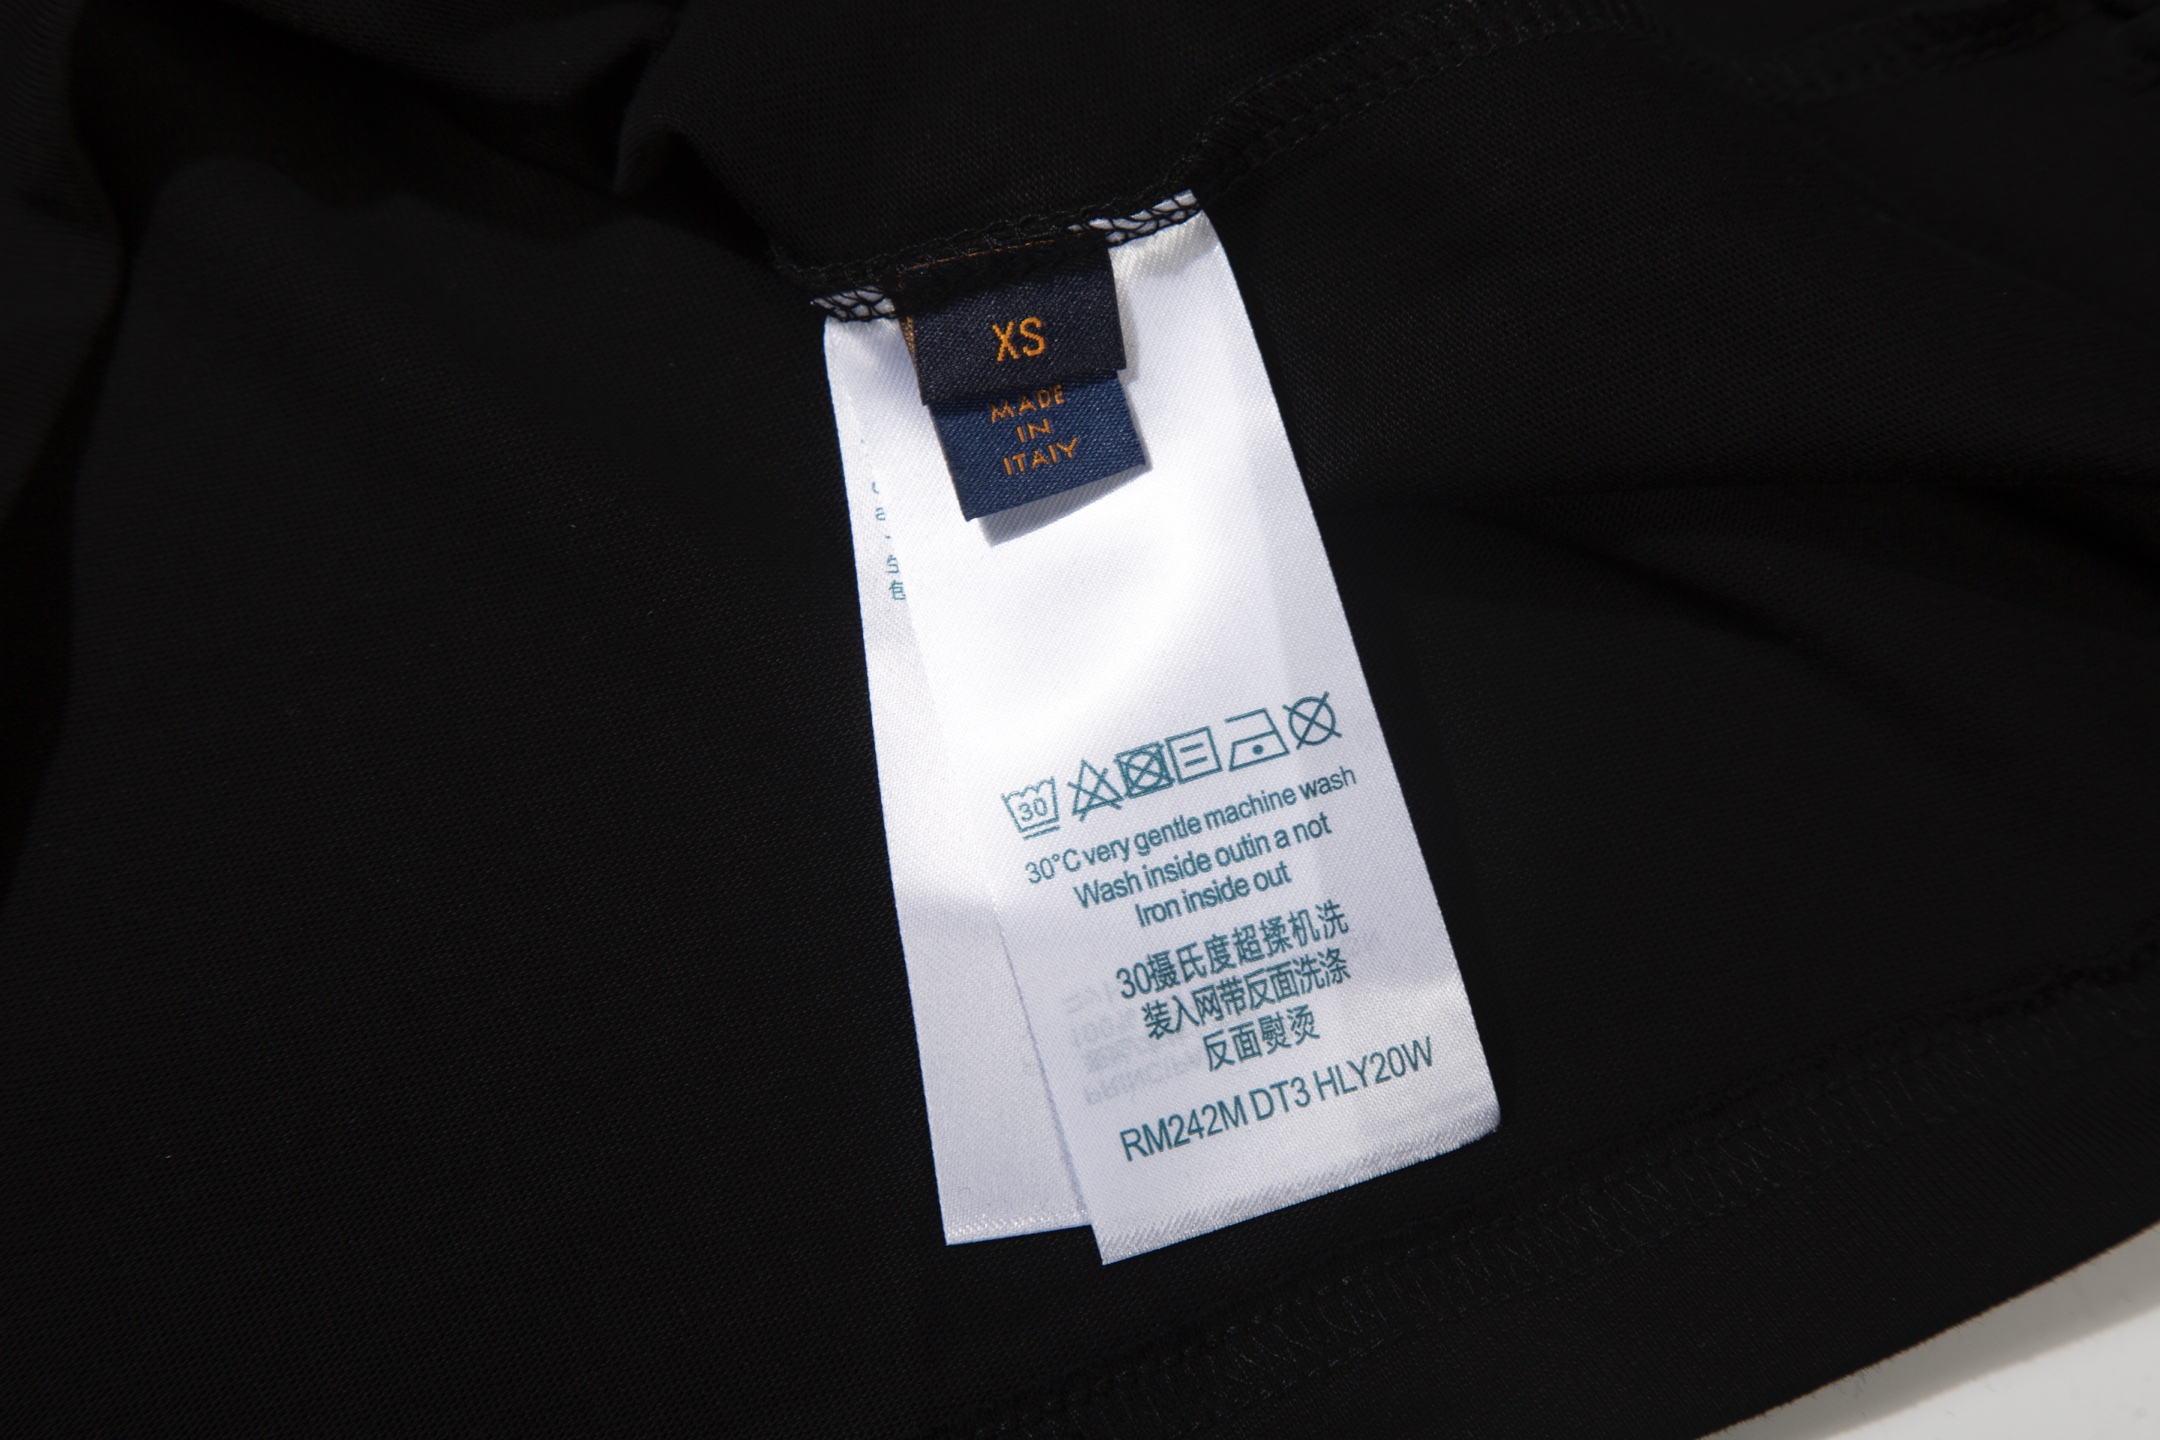 XS
MADE
IN
ITAIY
30
30°C very gentle machine wash
Wash inside outin a not
Iron inside out
30摄氏度超揉机洗
装入网带反面洗涤
反面熨烫
RM242M DT3 HLY20W
包